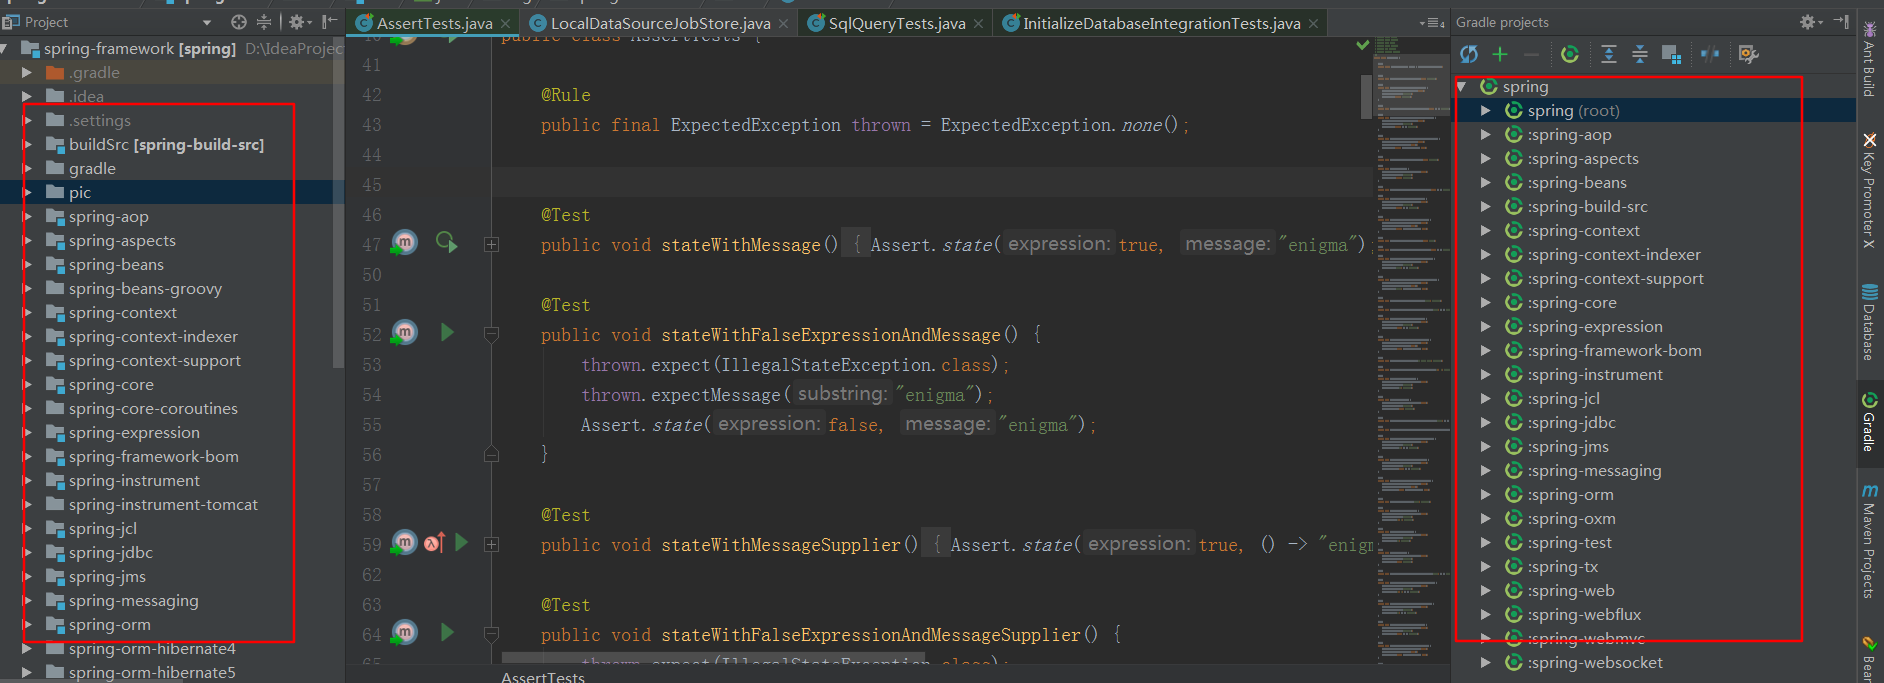 Project
spring-framework [spring] D:\IdeaProjec
.gradle
.idea
.settings
buildSrc [spring-build-src]
gradle
pic
spring-aop
spring-aspects
spring-beans
spring-beans-groovy
spring-context
spring-context-indexer
spring-context-support
spring-core
spring-core-coroutines
spring-expression
spring-framework-bom
spring-instrument
spring-instrument-tomcat
spring-jcl
spring-jdbc
spring-jms
spring-messaging
spring-orm
spring-orm-hibernate4
spring-orm-hibernate5
AssertTests.java
LocalDataSourceJobStore.java
SqlQueryTests.java
InitializeDatabaseIntegrationTests.java
public class AssertTests {
41
42 @Rule
43 public final ExpectedException thrown = ExpectedException.none();
44
45
46 @Test
47 public void stateWithMessage() { Assert.state( expression: true, message: "enigma")
50
51 @Test
52 public void stateWithFalseExpressionAndMessage() {
53 thrown.expect(IllegalStateException.class);
54 thrown.expectMessage( substring: "enigma");
55 Assert.state( expression: false, message: "enigma");
56 }
57
58 @Test
59 public void stateWithMessageSupplier() { Assert.state( expression: true, () -> "enigm
62
63 @Test
64 public void stateWithFalseExpressionAndMessageSupplier() {
thrown.expect(IllegalStateException.class);
AssertTests
Gradle projects
spring
spring (root)
:spring-aop
:spring-aspects
:spring-beans
:spring-build-src
:spring-context
:spring-context-indexer
:spring-context-support
:spring-core
:spring-expression
:spring-framework-bom
:spring-instrument
:spring-jcl
:spring-jdbc
:spring-jms
:spring-messaging
:spring-orm
:spring-oxm
:spring-test
:spring-tx
:spring-web
:spring-webflux
:spring-webmvc
:spring-websocket
Ant Build
Key Promoter X
Database
Gradle
Maven Projects
Bean